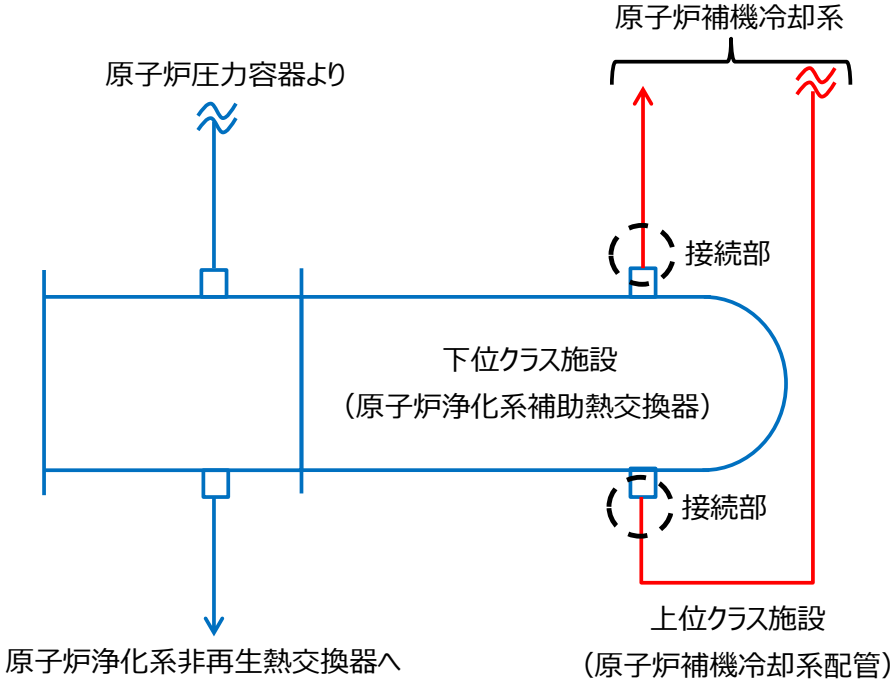 原子炉補機冷却系
原子炉圧力容器より
接続部
下位クラス施設
（原子炉浄化系補助熱交換器）
接続部
上位クラス施設
（原子炉補機冷却系配管）
原子炉浄化系非再生熱交換器へ